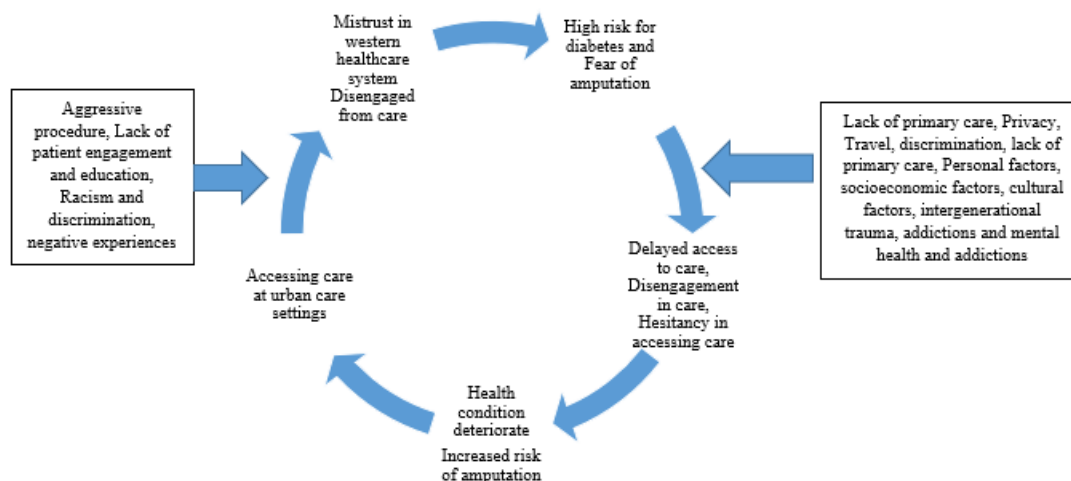 Mistrust in
western
healthcare
system
Disengaged
from care
High risk for
diabetes and
Fear of
amputation
Aggressive
procedure, Lack of
patient engagement
and education,
Racism and
discrimination,
negative experiences
Lack of primary care, Privacy,
Travel, discrimination, lack of
primary care, Personal factors,
socioeconomic factors, cultural
factors, intergenerational
trauma, addictions and mental
health and addictions
Delayed access
to care,
Disengagement
in care,
Hesitancy in
accessing care
Accessing care
at urban care
settings
Health
condition
deteriorate
Increased risk
of amputation